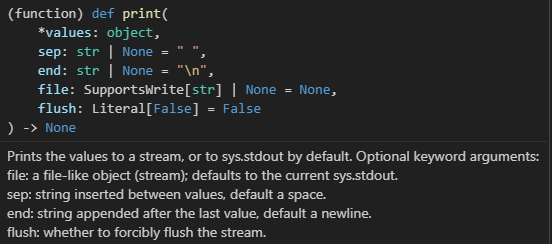 (function) def print(
    *values: object,
    sep: str | None = " ",
    end: str | None = "\n",
    file: SupportsWrite[str] | None = None,
    flush: Literal[False] = False
) -> None
Prints the values to a stream, or to sys.stdout by default. Optional keyword arguments:
file: a file-like object (stream); defaults to the current sys.stdout.
sep: string inserted between values, default a space.
end: string appended after the last value, default a newline.
flush: whether to forcibly flush the stream.